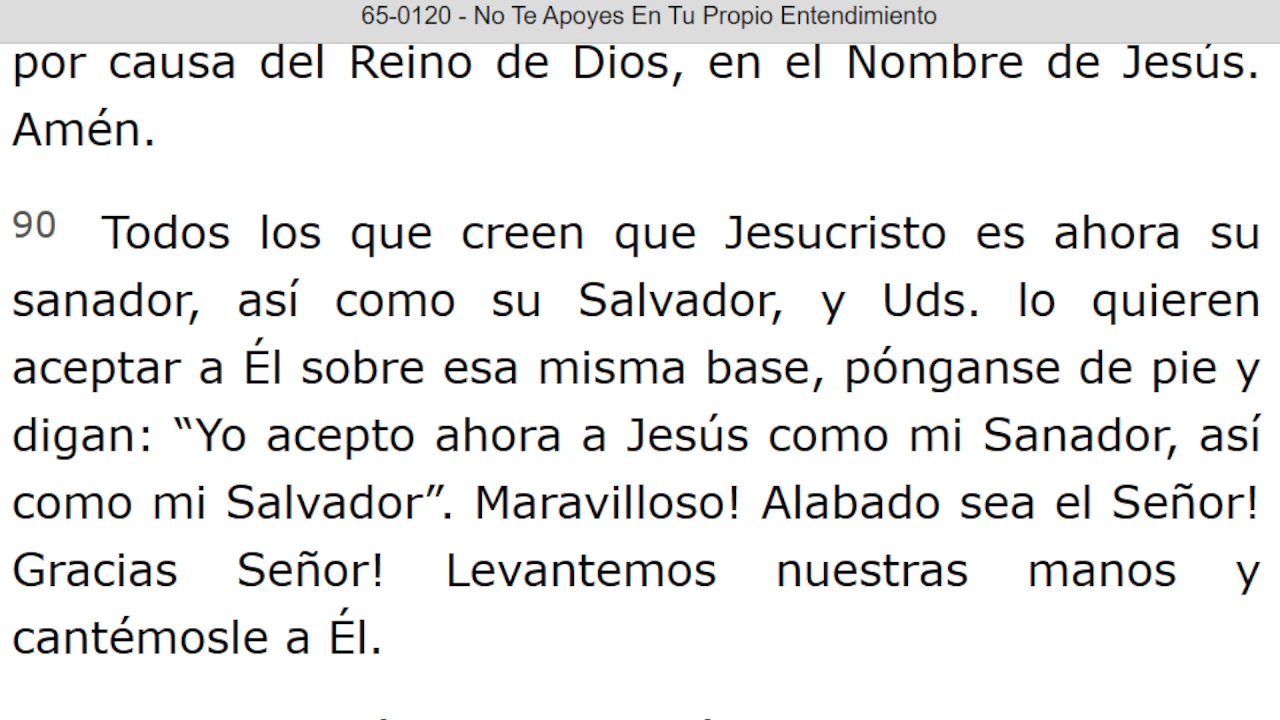 65-0120 - No Te Apoyes En Tu Propio Entendimiento
por causa del Reino de Dios, en el Nombre de Jesús.
Amén.
90 Todos los que creen que Jesucristo es ahora su
sanador, así como su Salvador, y Uds. lo quieren
aceptar a Él sobre esa misma base, pónganse de pie y
digan: “Yo acepto ahora a Jesús como mi Sanador, así
como mi Salvador”. Maravilloso! Alabado sea el Señor!
Gracias Señor! Levantemos nuestras manos y
cantémosle a Él.